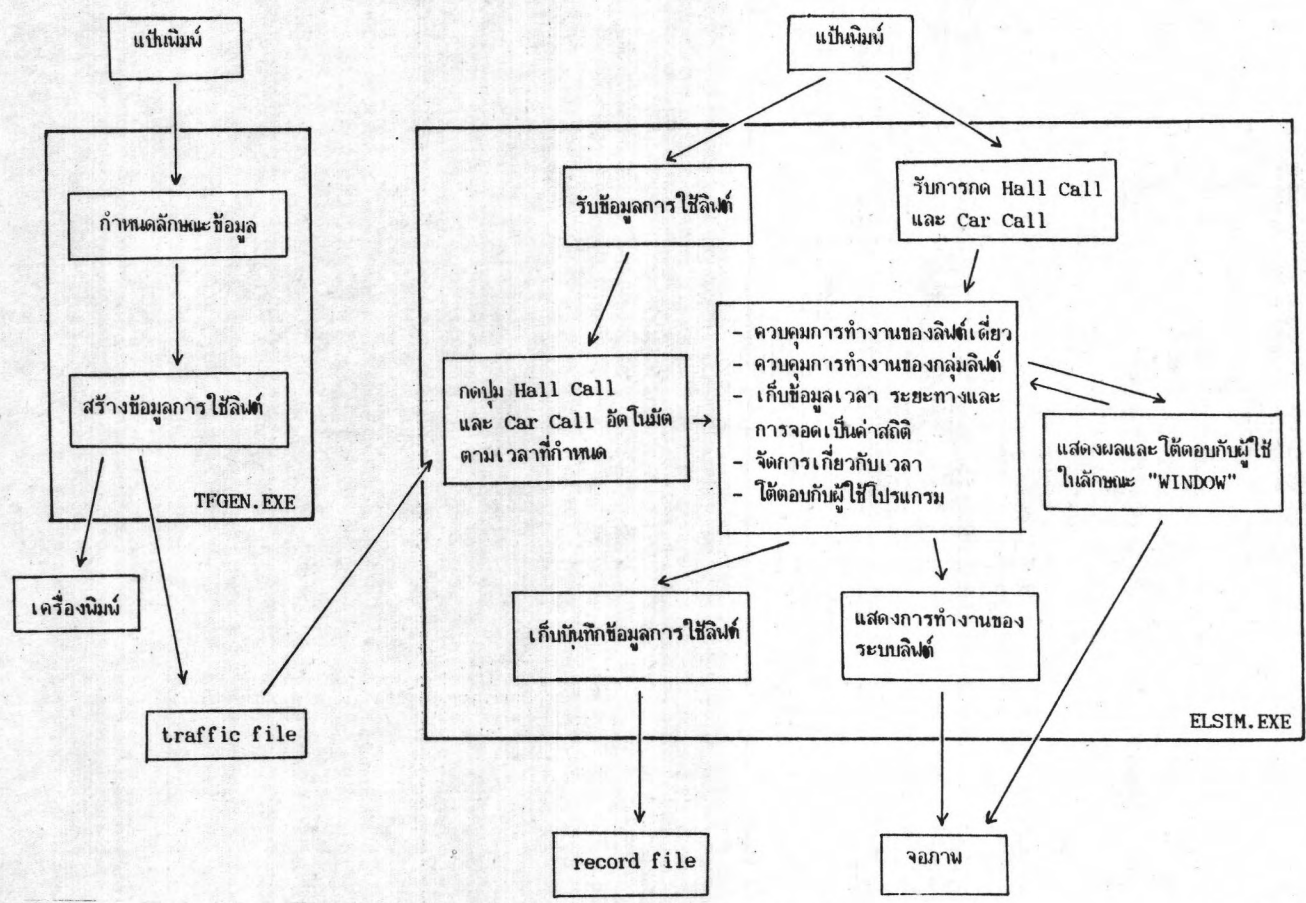 แป้นพิมพ์
กำหนดลักษณะข้อมูล
สร้างข้อมูลการใช้ลิฟต์
TFGEN.EXE
เครื่องพิมพ์
traffic file
แป้นพิมพ์
รับข้อมูลการใช้ลิฟต์
รับการกด Hall Call
และ Car Call
กดปุ่ม Hall Call
และ Car Call อัตโนมัต
ตามเวลาที่กำหนด
- ควบคุมการทำงานของลิฟต์เดี่ยว
- ควบคุมการทำงานของกลุ่มลิฟต์
- เก็บข้อมูลเวลา ระยะทางและ
การจอดเป็นค่าสถิติ
- จัดการเกี่ยวกับเวลา
- โต้ตอบกับผู้ใช้โปรแกรม
แสดงผลและโต้ตอบกับผู้ใช้
ในลักษณะ "WINDOW"
เก็บบันทึกข้อมูลการใช้ลิฟต์
แสดงการทำงานของ
ระบบลิฟต์
ELSIM.EXE
record file
จอภาพ